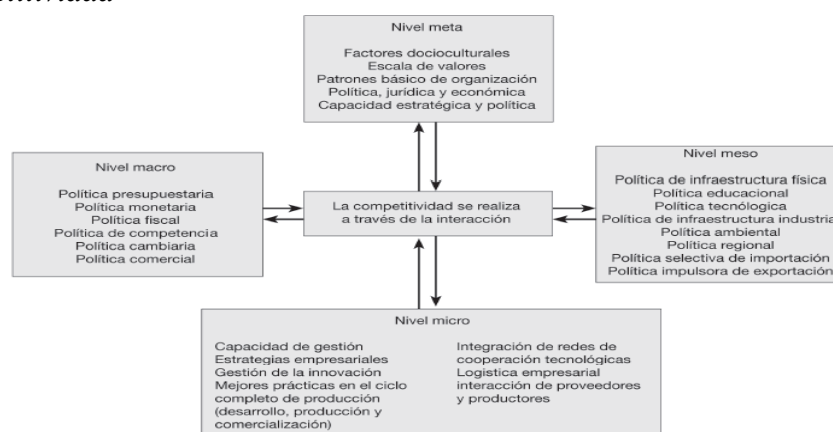 Nivel meta
Factores docioculturales
Escala de valores
Patrones básico de organización
Política, jurídica y económica
Capacidad estratégica y política
Nivel macro
Política presupuestaria
Política monetaria
Política fiscal
Política de competencia
Política cambiaria
Política comercial
La competitividad se realiza
a través de la interacción
Nivel meso
Política de infraestructura física
Política educacional
Política tecnólogica
Política de infraestructura industria
Política ambiental
Política regional
Política selectiva de importación
Política impulsora de exportación
Nivel micro
Capacidad de gestión
Estrategias empresariales
Gestión de la innovación
Mejores prácticas en el ciclo
completo de producción
(desarrollo, producción y
comercialización)
Integración de redes de
cooperación tecnológicas
Logistica empresarial
interacción de proveedores
y productores